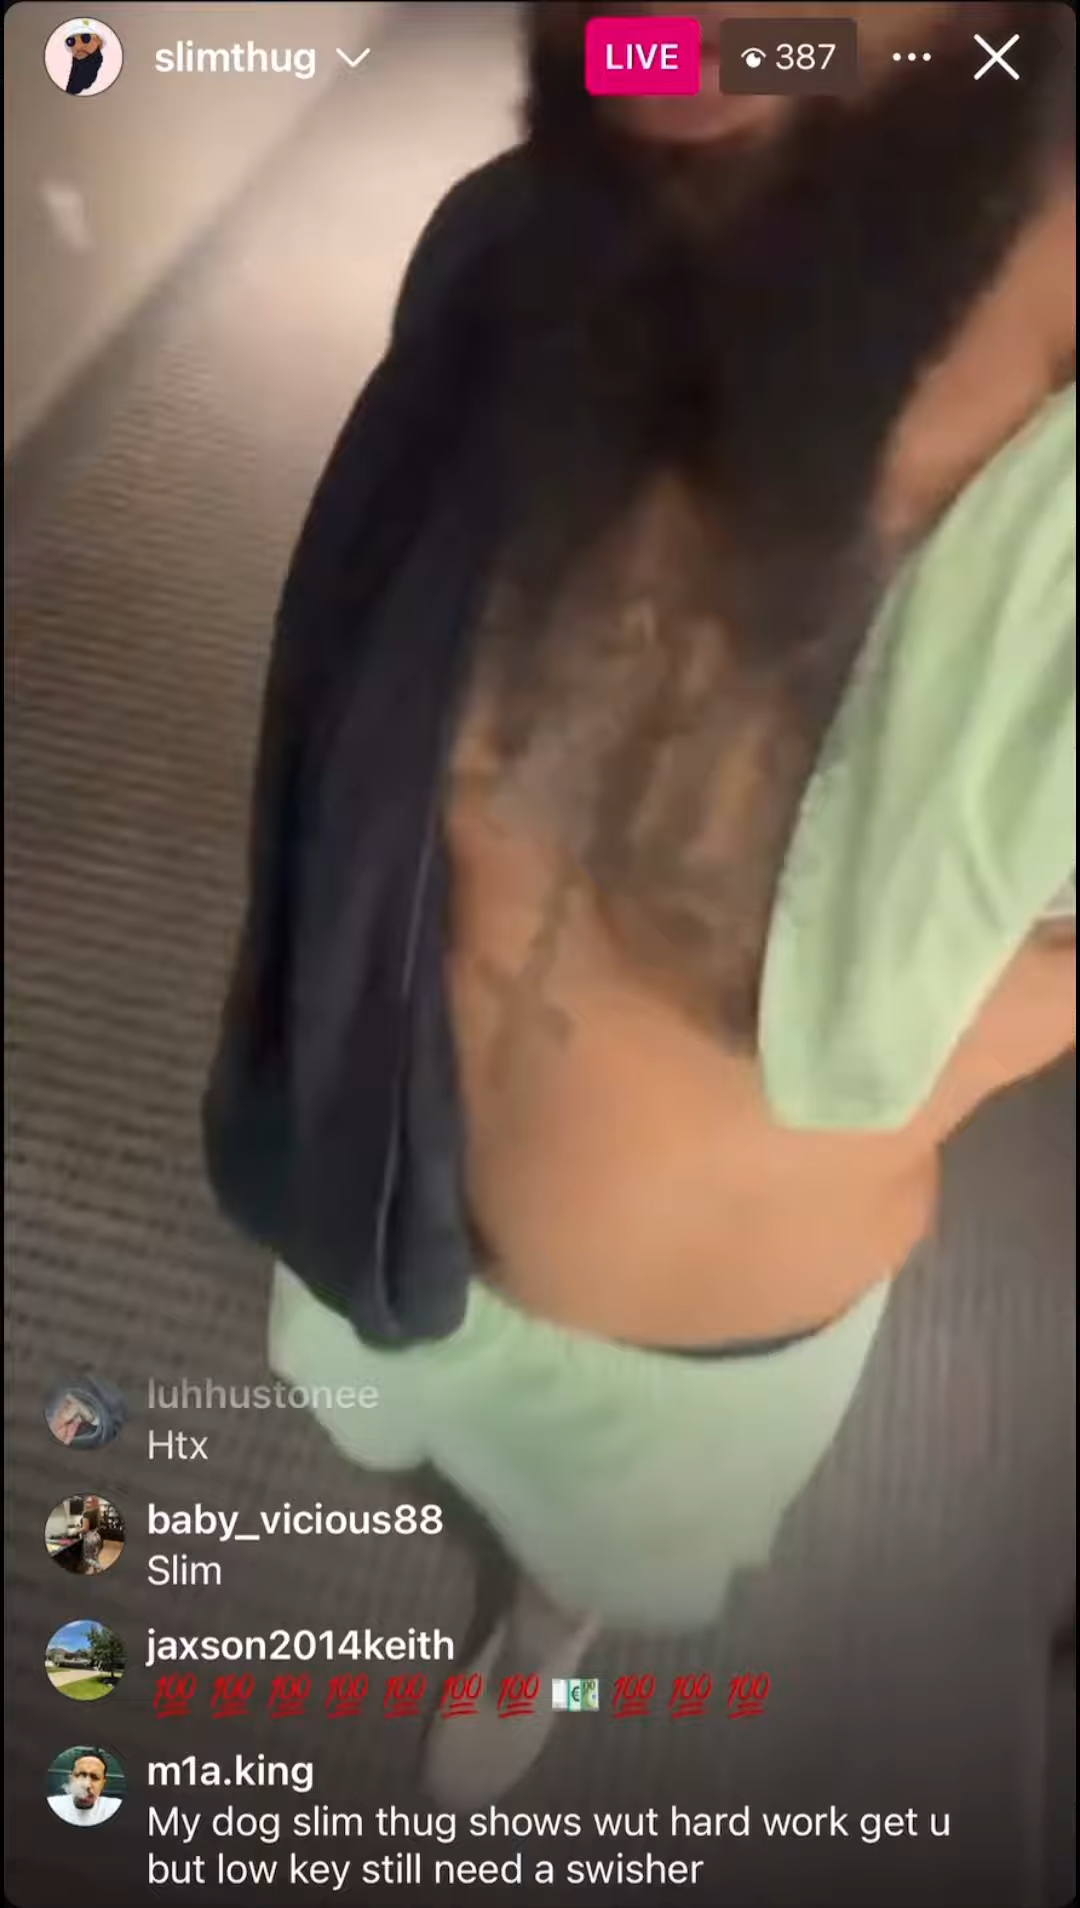 slimthug
LIVE
387
luhhustonee
Htx
baby_vicious88
Slim
jaxson2014keith
💯💯💯💯💯💯💯💶💯💯💯
m1a.king
My dog slim thug shows wut hard work get u
but low key still need a swisher